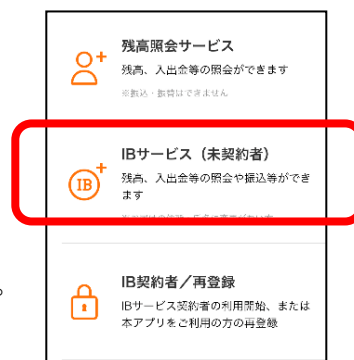 残高照会サービス
残高、入出金等の照会ができます
※振込・振替はできません
IBサービス（未契約者）
IB
残高、入出金等の照会や振込等ができ
ます
IB契約者／再登録
IBサービス契約者の利用開始、または
本アプリをご利用の方の再登録